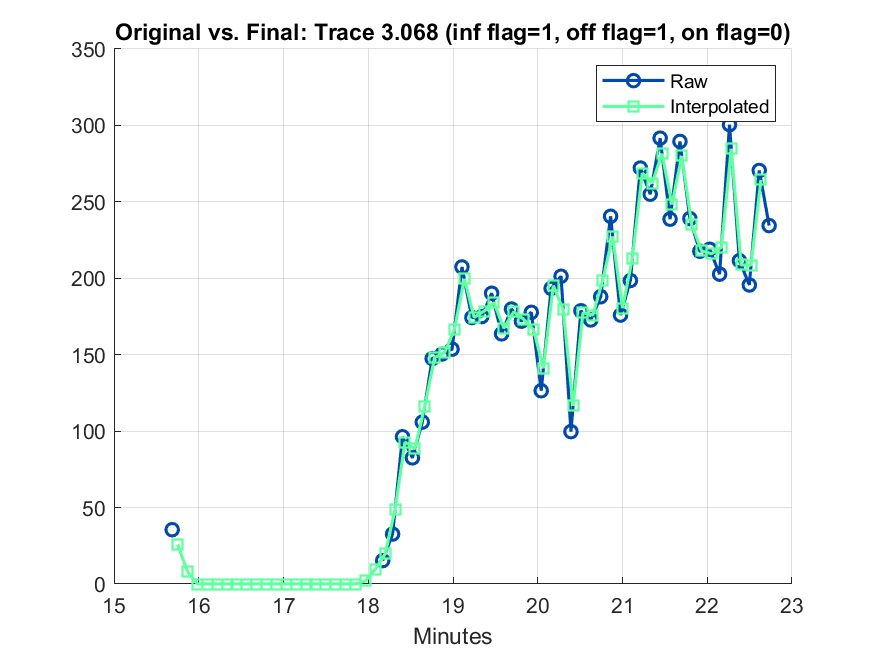 Original vs. Final: Trace 3.068 (inf flag=1, off flag=1, on flag=0)
350
300
250
200
150
100
50
0
Raw
Interpolated
15 16 17 18 19 20 21 22 23
Minutes